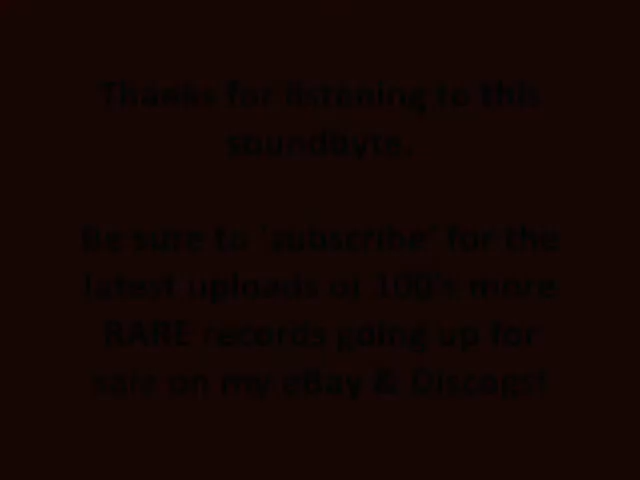 Thanks for listening to this
soundbyte.
Be sure to 'subscribe' for the
latest uploads of 100's more
RARE records going up for
sale on my eBay & Discogs!